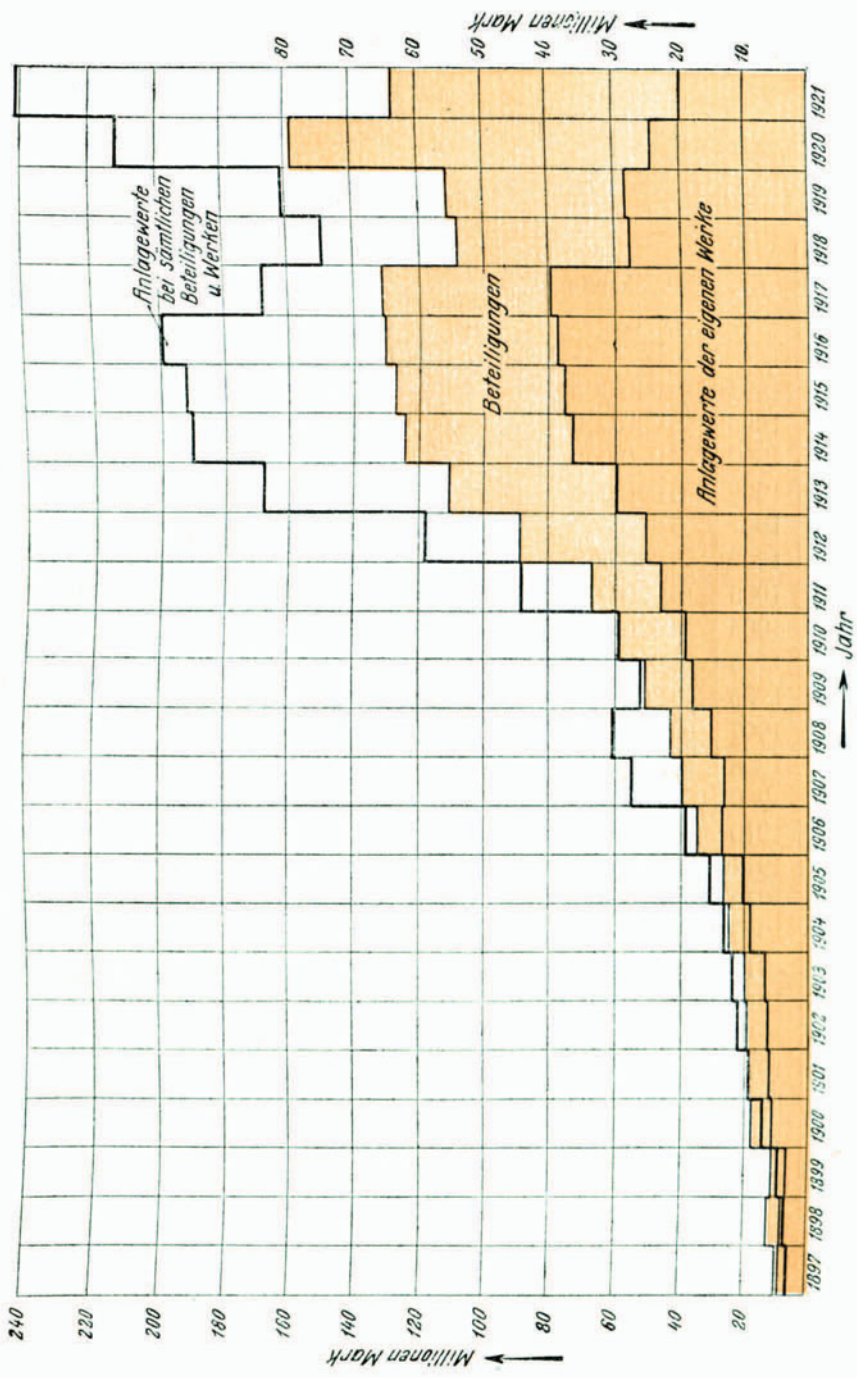 Millionen Mark
240
220
200
180
160
140
120
100
80
60
40
20
Anlagewerte
bei sämtlichen
Beteiligungen
u. Werken
Beteiligungen
Anlagewerte der eigenen Werke
Millionen Mark
80
70
60
50
40
30
20
10.
1897 1898 1899 1900 1901 1902 1903 1904 1905 1906 1907 1908 1909 1910 1911 1912 1913 1914 1915 1916 1917 1918 1919 1920 1921
Jahr